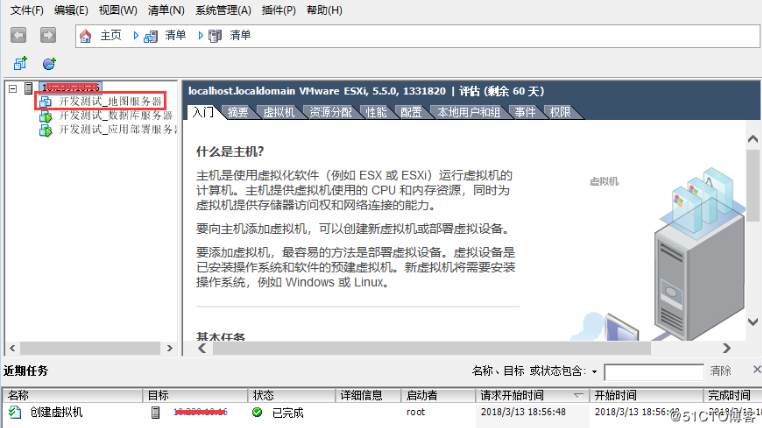 文件(F) 编辑(E) 视图(W) 清单(N) 系统管理(A) 插件(P) 帮助(H)
主页 清单 清单
开发测试_地图服务器
开发测试_数据库服务器
开发测试_应用部署服务
localhost.localdomain VMware ESXi, 5.5.0, 1331820 | 评估 (剩余 60 天)
入门 摘要 虚拟机 资源分配 性能 配置 本地用户和组 事件 权限
什么是主机?
主机是使用虚拟化软件（例如 ESX 或 ESXi）运行虚拟机的
计算机。主机提供虚拟机使用的 CPU 和内存资源，同时为
虚拟机提供存储器访问权和网络连接的能力。
要向主机添加虚拟机，可以创建新虚拟机或部署虚拟设备。
要添加虚拟机，最容易的方法是部署虚拟设备。虚拟设备是
已安装操作系统和软件的预建虚拟机。新虚拟机将需要安装
操作系统，例如 Windows 或 Linux。
虚拟机
基本任务
近期任务 名称、目标 或状态包含: 清除
名称 目标 状态 详细信息 启动者 请求开始时间 开始时间 完成时间
创建虚拟机 已完成 root 2018/3/13 18:56:48 2018/3/13 18:56:48
@51CTO博客